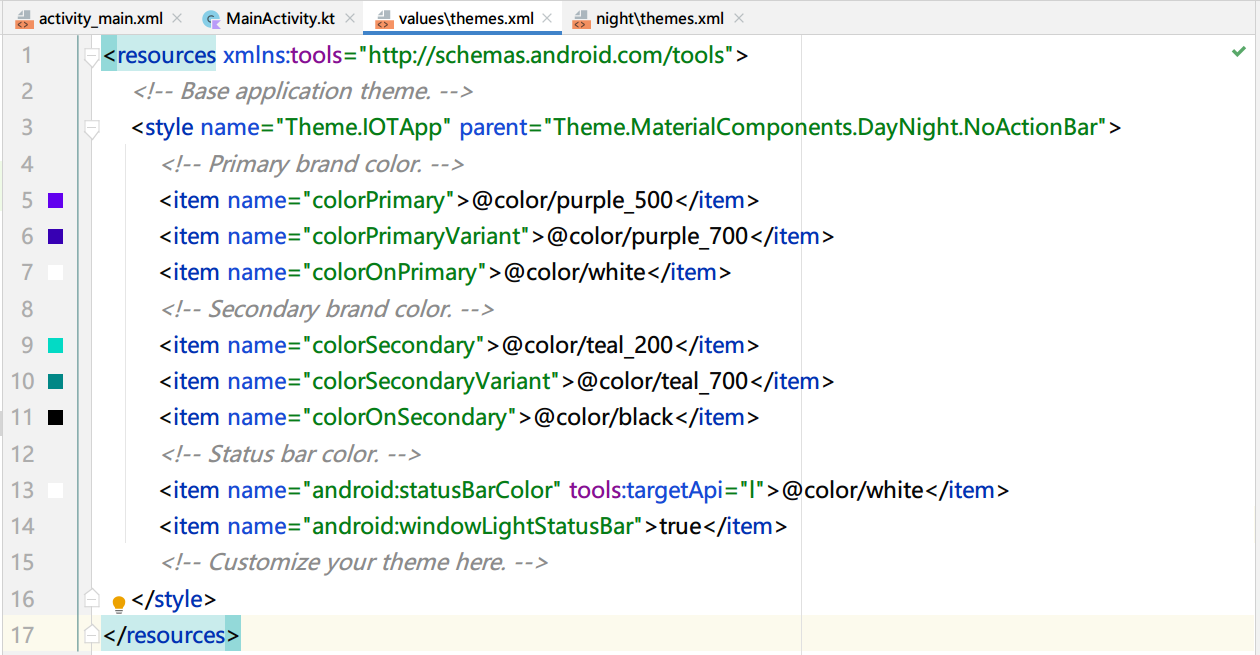 activity_main.xml MainActivity.kt values\themes.xml night\themes.xml
1 <resources xmlns:tools="http://schemas.android.com/tools">
2 <!-- Base application theme. -->
3 <style name="Theme.IOTApp" parent="Theme.MaterialComponents.DayNight.NoActionBar">
4 <!-- Primary brand color. -->
5 <item name="colorPrimary">@color/purple_500</item>
6 <item name="colorPrimaryVariant">@color/purple_700</item>
7 <item name="colorOnPrimary">@color/white</item>
8 <!-- Secondary brand color. -->
9 <item name="colorSecondary">@color/teal_200</item>
10 <item name="colorSecondaryVariant">@color/teal_700</item>
11 <item name="colorOnSecondary">@color/black</item>
12 <!-- Status bar color. -->
13 <item name="android:statusBarColor" tools:targetApi="l">@color/white</item>
14 <item name="android:windowLightStatusBar">true</item>
15 <!-- Customize your theme here. -->
16 </style>
17 </resources>